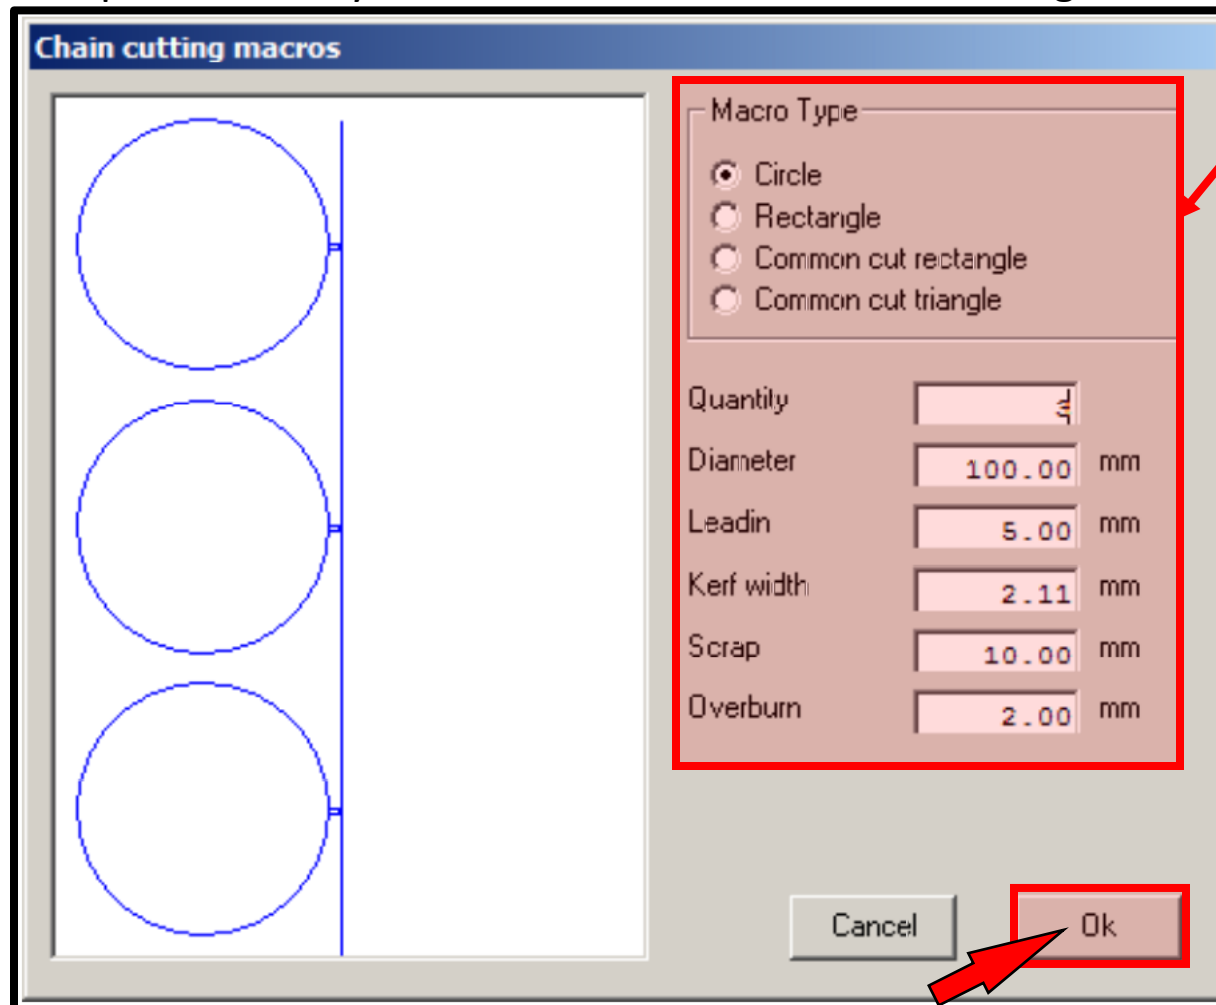 Chain cutting macros
Macro Type
Circle
Rectangle
Common cut rectangle
Common cut triangle
Quantity 3
Diameter 100.00 mm
Leadin 5.00 mm
Kerf width 2.11 mm
Scrap 10.00 mm
Overburn 2.00 mm
Cancel Ok